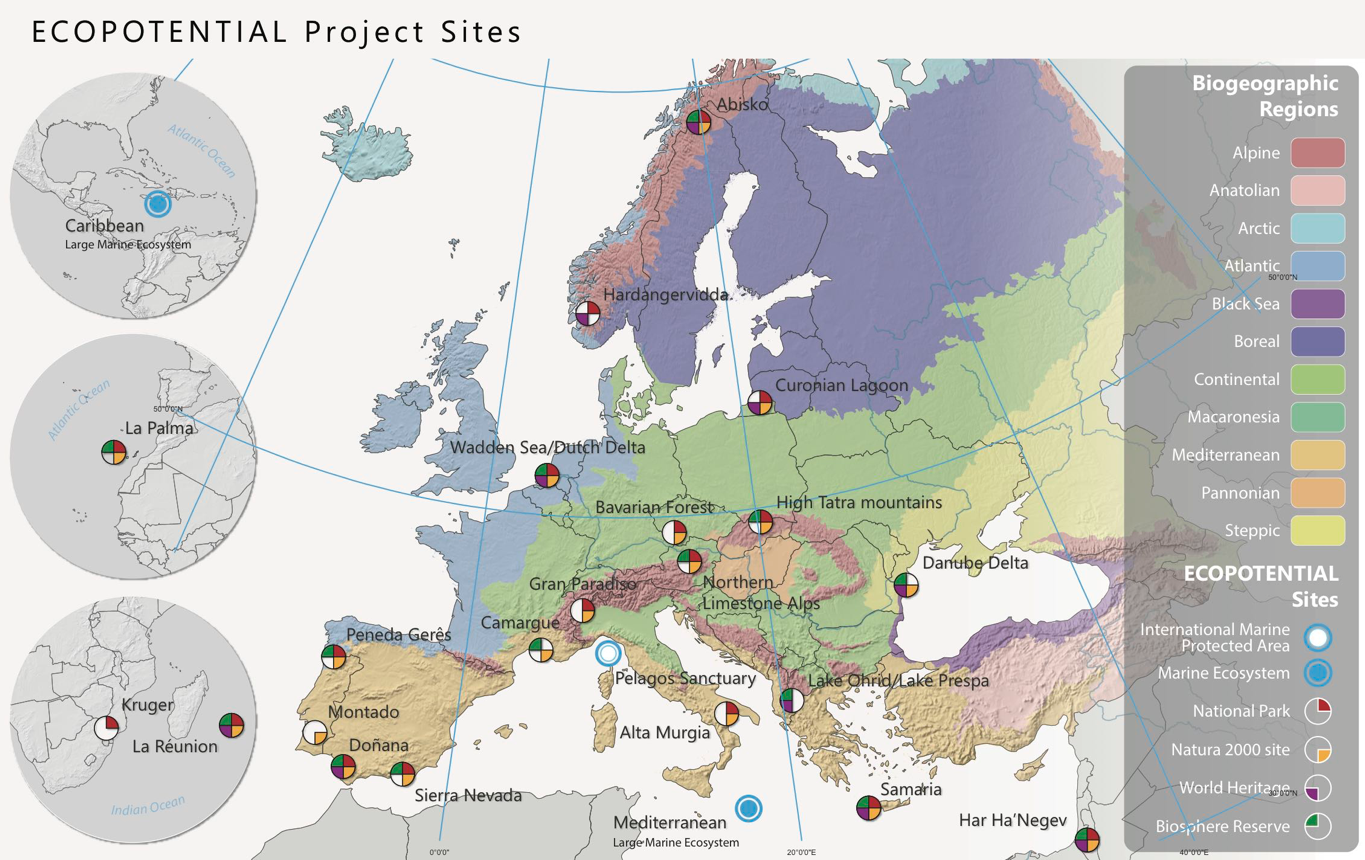 ECOPOTENTIAL Project Sites
Atlantic Ocean
Caribbean
Large Marine Ecosystem
Atlantic Ocean
50°0'0"N
La Palma
Kruger
La Réunion
Indian Ocean
Abisko
Hardangervidda
Curonian Lagoon
Wadden Sea/Dutch Delta
Bavarian Forest
High Tatra mountains
Danube Delta
Gran Paradiso
Northern
Limestone Alps
Camargue
Peneda Gerês
Pelagos Sanctuary
Lake Ohrid/Lake Prespa
Montado
Alta Murgia
Doñana
Sierra Nevada
Samaria
Mediterranean
Large Marine Ecosystem
Har Ha'Negev
0°0'0"
20°0'0"E
40°0'0"E
Biogeographic
Regions
Alpine
Anatolian
Arctic
Atlantic
50°0'0"N
Black Sea
Boreal
Continental
Macaronesia
Mediterranean
Pannonian
Steppic
ECOPOTENTIAL
Sites
International Marine
Protected Area
Marine Ecosystem
National Park
Natura 2000 site
World Heritage
Biosphere Reserve